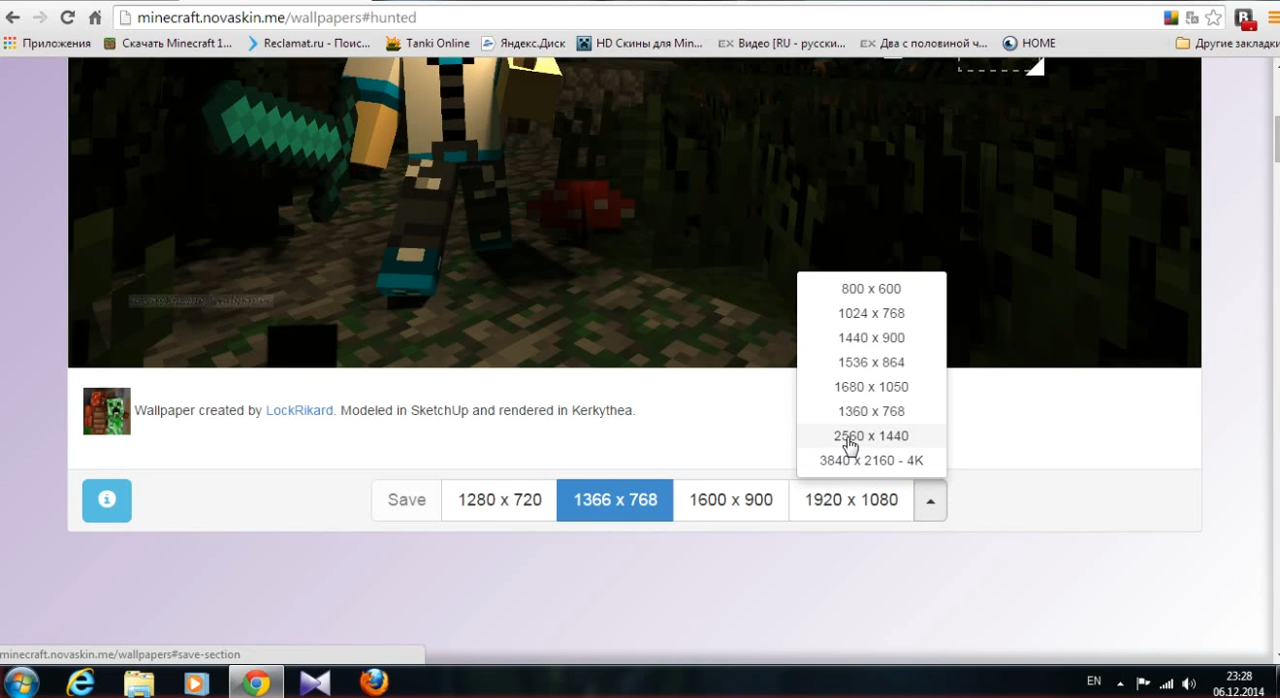 minecraft.novaskin.me/wallpapers#hunted
Приложения Скачать Minecraft 1... Reclamat.ru - Поис... Tanki Online Яндекс.Диск HD Скины для Min... EX Видео [RU - русски... EX Два с половиной ч... HOME Другие закладки
800 x 600
1024 x 768
1440 x 900
1536 x 864
1680 x 1050
1360 x 768
2560 x 1440
3840 x 2160 - 4K
Wallpaper created by LockRikard. Modeled in SketchUp and rendered in Kerkythea.
Save 1280 x 720 1366 x 768 1600 x 900 1920 x 1080
minecraft.novaskin.me/wallpapers#save-section
EN 23:28
06.12.2014